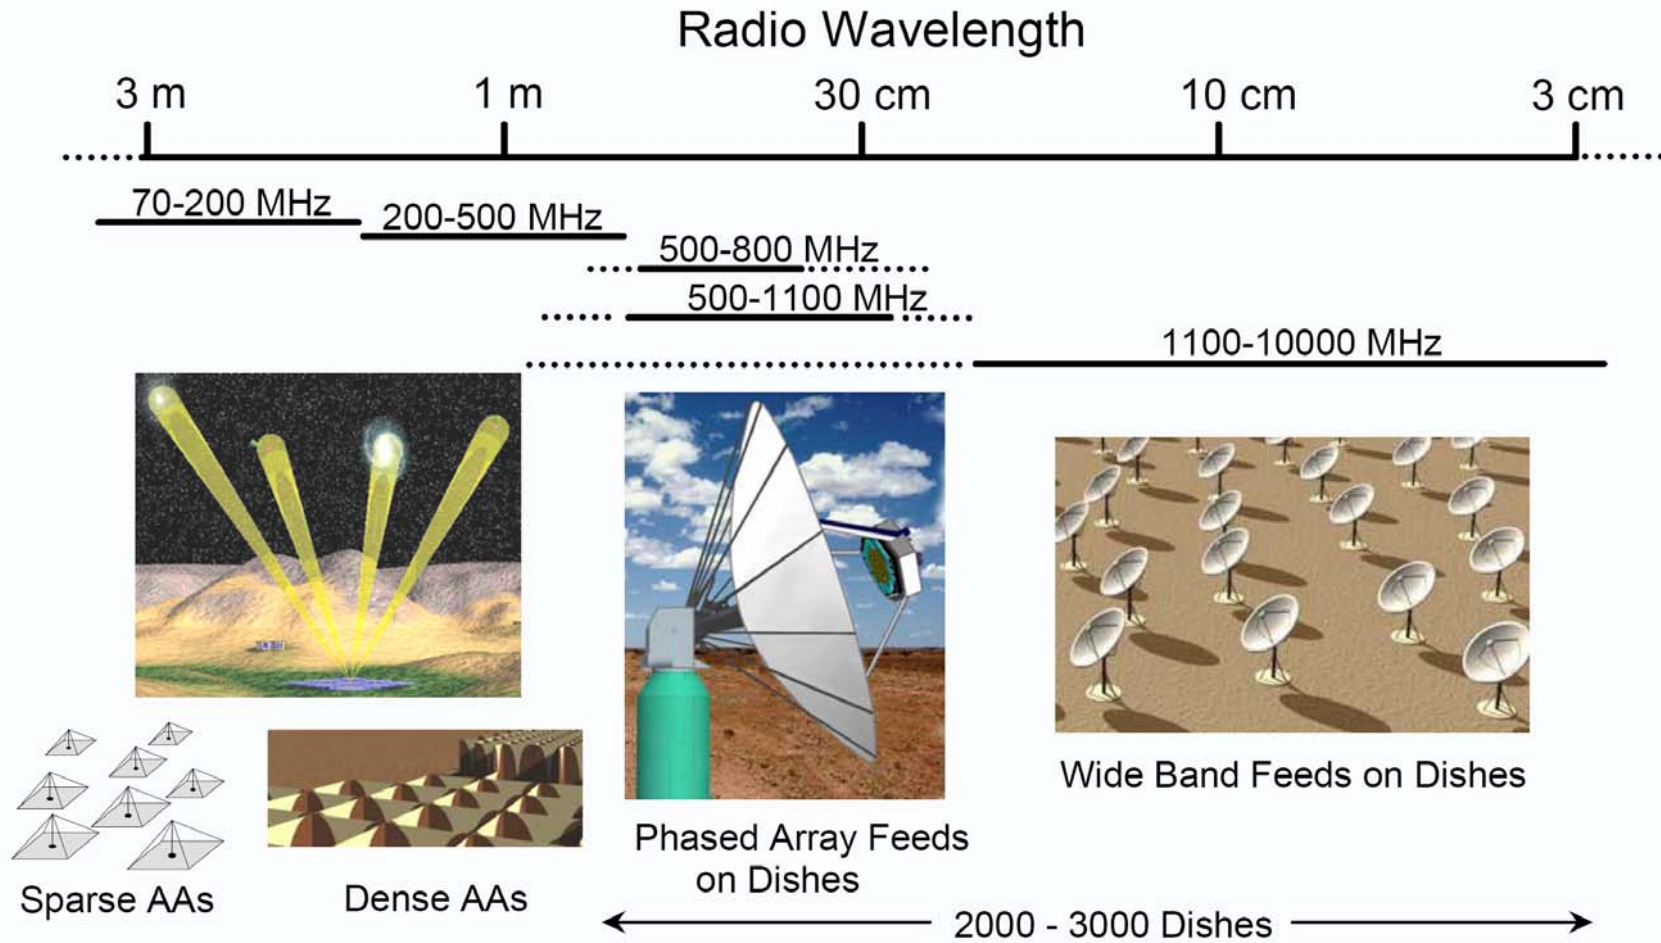 Radio Wavelength
3 m 1 m 30 cm 10 cm 3 cm
70-200 MHz
200-500 MHz
500-800 MHz
500-1100 MHz
1100-10000 MHz
Wide Band Feeds on Dishes
Phased Array Feeds
on Dishes
Sparse AAs
Dense AAs
2000 - 3000 Dishes